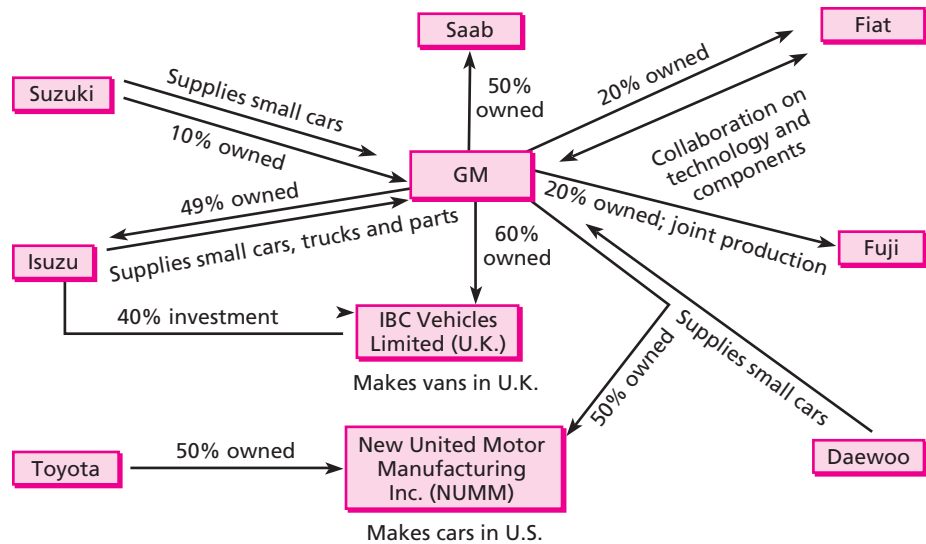 Saab
Fiat
Suzuki
Supplies small cars
10% owned
50%
owned
20% owned
Collaboration on
technology and
components
GM
49% owned
Supplies small cars, trucks and parts
20% owned; joint production
Isuzu
60%
owned
Fuji
40% investment
IBC Vehicles
Limited (U.K.)
Makes vans in U.K.
50% owned
Supplies small cars
Toyota
50% owned
New United Motor
Manufacturing
Inc. (NUMM)
Daewoo
Makes cars in U.S.